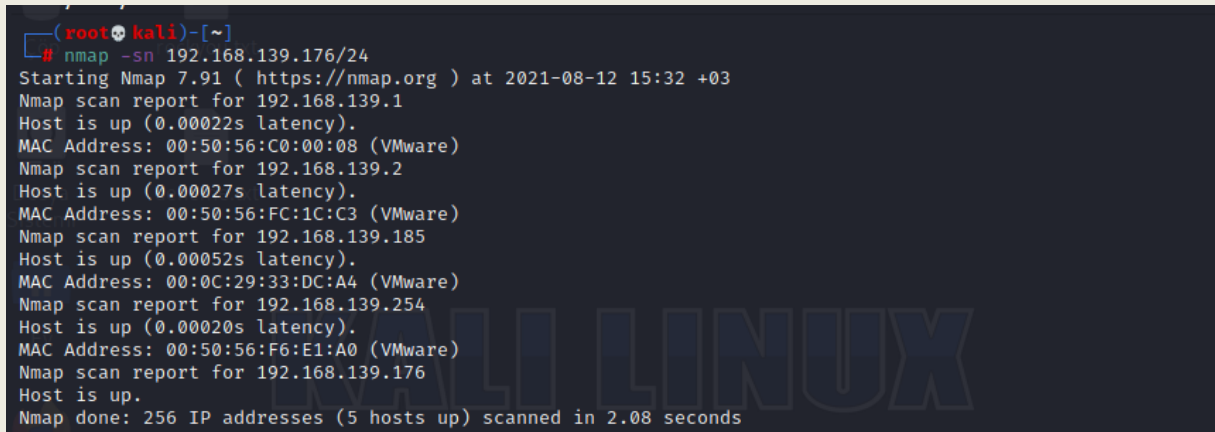 (root💀kali)-[~]
# nmap -sn 192.168.139.176/24
Starting Nmap 7.91 ( https://nmap.org ) at 2021-08-12 15:32 +03
Nmap scan report for 192.168.139.1
Host is up (0.00022s latency).
MAC Address: 00:50:56:C0:00:08 (VMware)
Nmap scan report for 192.168.139.2
Host is up (0.00027s latency).
MAC Address: 00:50:56:FC:1C:C3 (VMware)
Nmap scan report for 192.168.139.185
Host is up (0.00052s latency).
MAC Address: 00:0C:29:33:DC:A4 (VMware)
Nmap scan report for 192.168.139.254
Host is up (0.00020s latency).
MAC Address: 00:50:56:F6:E1:A0 (VMware)
Nmap scan report for 192.168.139.176
Host is up.
Nmap done: 256 IP addresses (5 hosts up) scanned in 2.08 seconds
KALI LINUX